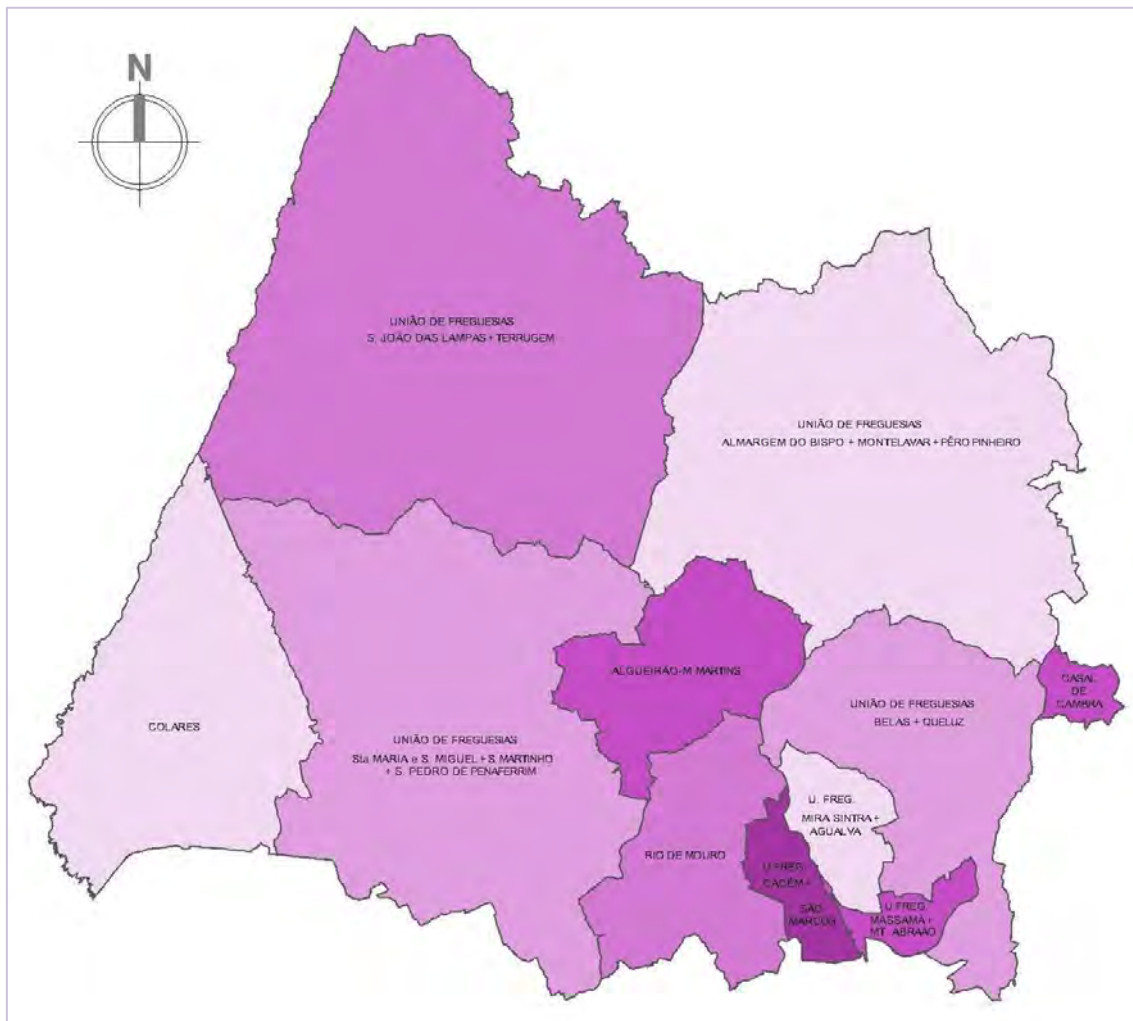 N
UNIÃO DE FREGUESIAS
S. JOÃO DAS LAMPAS + TERRUGEM
UNIÃO DE FREGUESIAS
ALMARGEM DO BISPO + MONTELAVAR + PÊRO PINHEIRO
ALGUEIRÃO-M MARTINS
CASAL
DE
CAMBRA
UNIÃO DE FREGUESIAS
BELAS + QUELUZ
COLARES
UNIÃO DE FREGUESIAS
Sta MARIA e S. MIGUEL + S. MARTINHO
+ S. PEDRO DE PENAFERRIM
U. FREG.
MIRA SINTRA +
AGUALVA
RIO DE MOURO
U FREG.
CACÉM +
SÃO
MARCOS
U FREG.
MASSAMÁ +
MT. ABRAÃO